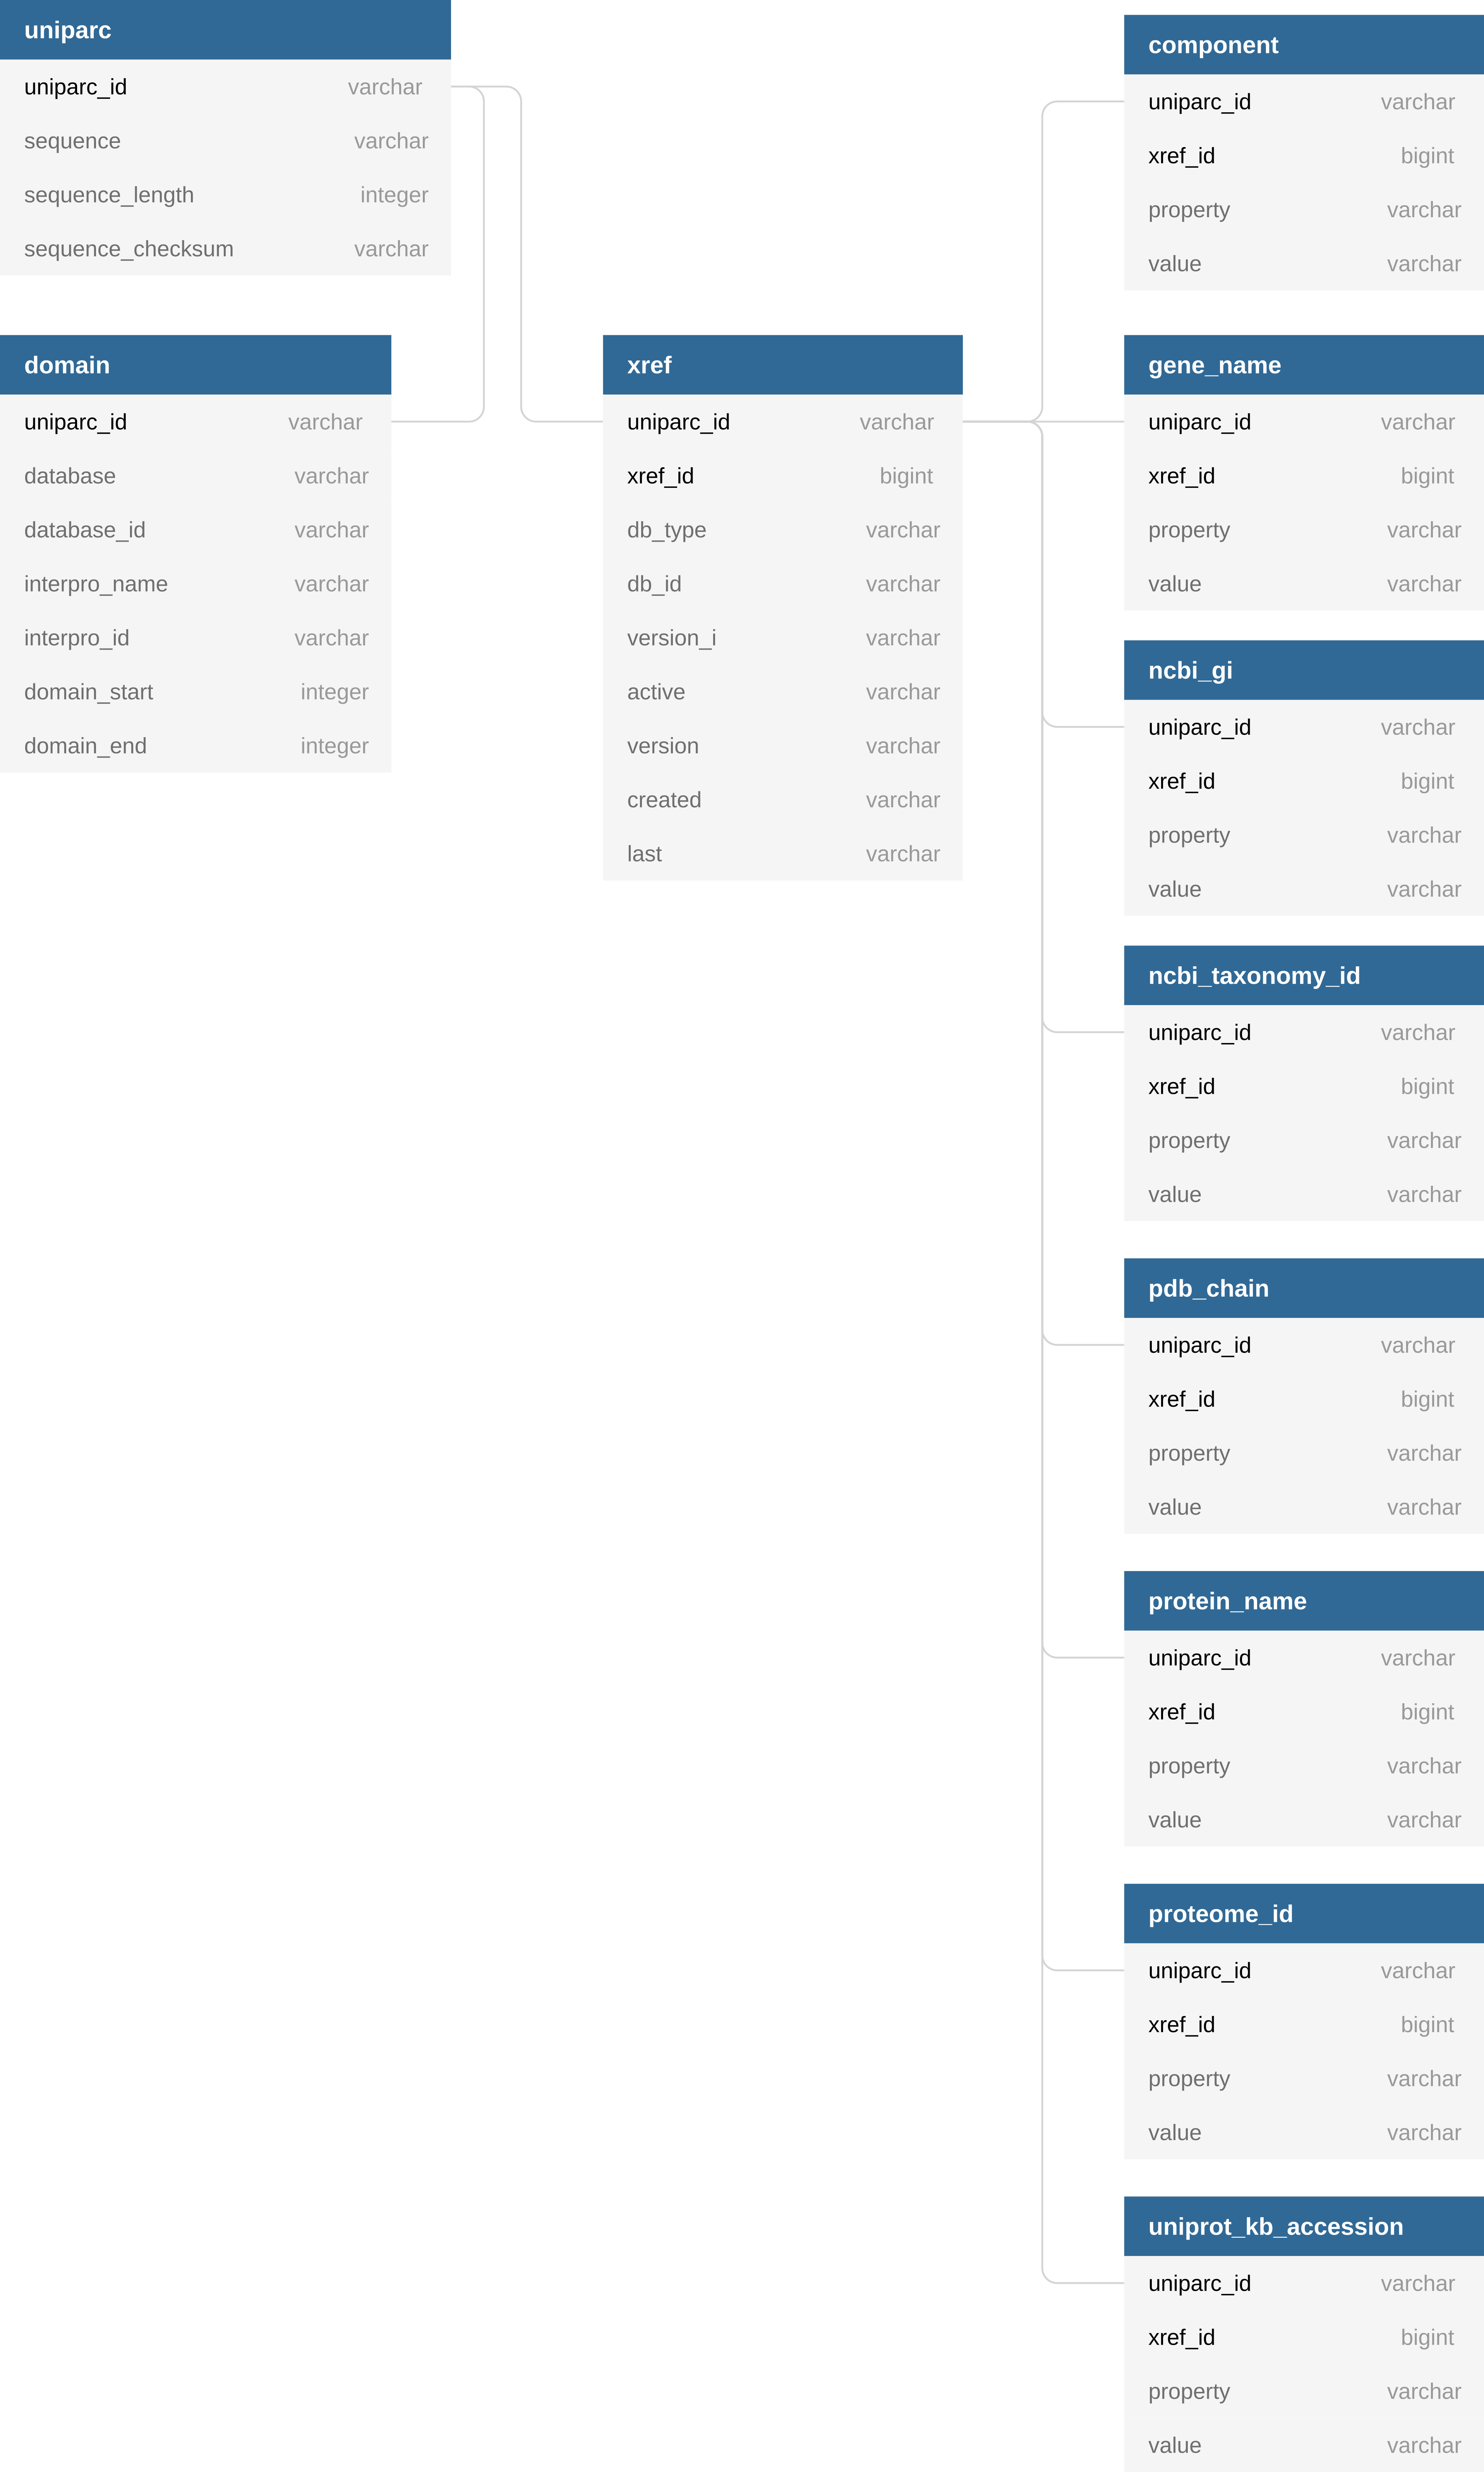 uniparc
uniparc_id varchar
sequence varchar
sequence_length integer
sequence_checksum varchar
domain
uniparc_id varchar
database varchar
database_id varchar
interpro_name varchar
interpro_id varchar
domain_start integer
domain_end integer
xref
uniparc_id varchar
xref_id bigint
db_type varchar
db_id varchar
version_i varchar
active varchar
version varchar
created varchar
last varchar
component
uniparc_id varchar
xref_id bigint
property varchar
value varchar
gene_name
uniparc_id varchar
xref_id bigint
property varchar
value varchar
ncbi_gi
uniparc_id varchar
xref_id bigint
property varchar
value varchar
ncbi_taxonomy_id
uniparc_id varchar
xref_id bigint
property varchar
value varchar
pdb_chain
uniparc_id varchar
xref_id bigint
property varchar
value varchar
protein_name
uniparc_id varchar
xref_id bigint
property varchar
value varchar
proteome_id
uniparc_id varchar
xref_id bigint
property varchar
value varchar
uniprot_kb_accession
uniparc_id varchar
xref_id bigint
property varchar
value varchar